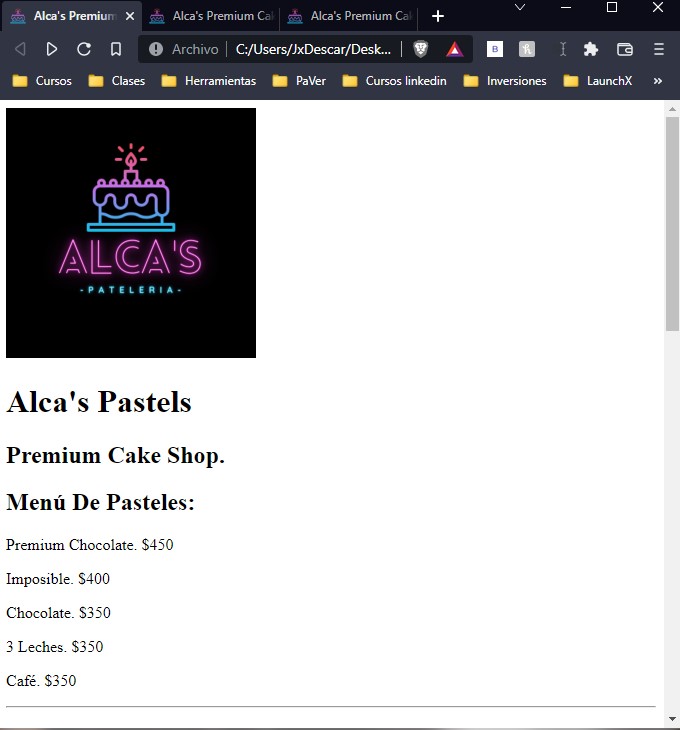 Alca's Premium
Alca's Premium Cak
Alca's Premium Cak
Archivo
C:/Users/JxDescar/Desk...
B
Cursos
Clases
Herramientas
PaVer
Cursos linkedin
Inversiones
LaunchX
»
ALCA'S
-PATELERIA-
Alca's Pastels
Premium Cake Shop.
Menú De Pasteles:
Premium Chocolate. $450
Imposible. $400
Chocolate. $350
3 Leches. $350
Café. $350